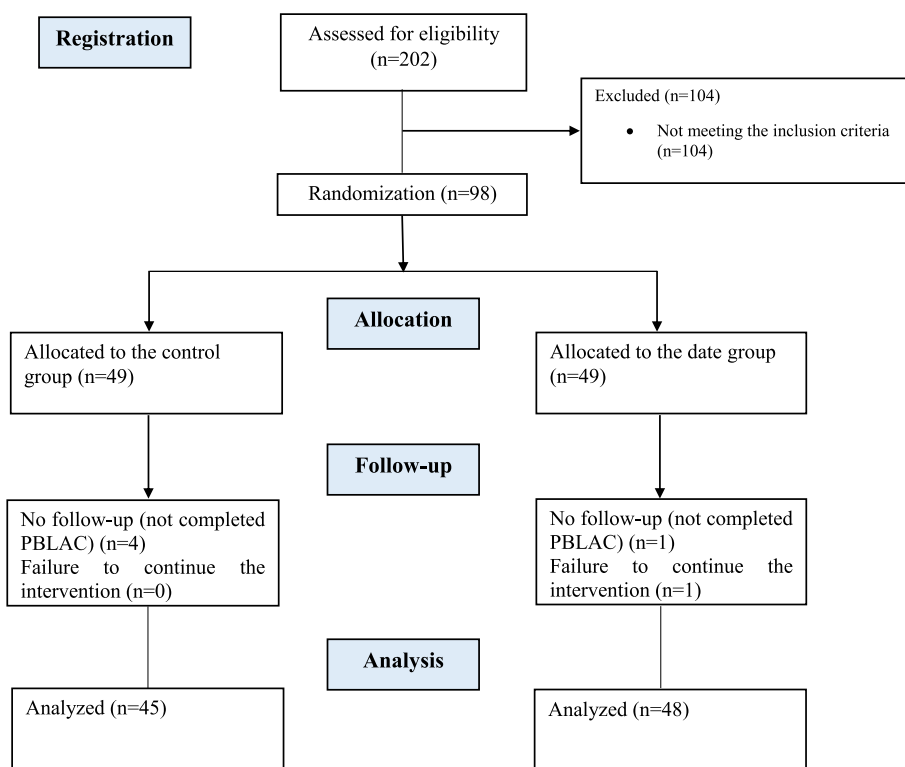 Registration
Assessed for eligibility
(n=202)
Excluded (n=104)
• Not meeting the inclusion criteria
(n=104)
Randomization (n=98)
Allocation
Allocated to the control
group (n=49)
Allocated to the date group
(n=49)
Follow-up
No follow-up (not completed
PBLAC) (n=4)
Failure to continue the
intervention (n=0)
No follow-up (not completed
PBLAC) (n=1)
Failure to continue the
intervention (n=1)
Analysis
Analyzed (n=45)
Analyzed (n=48)